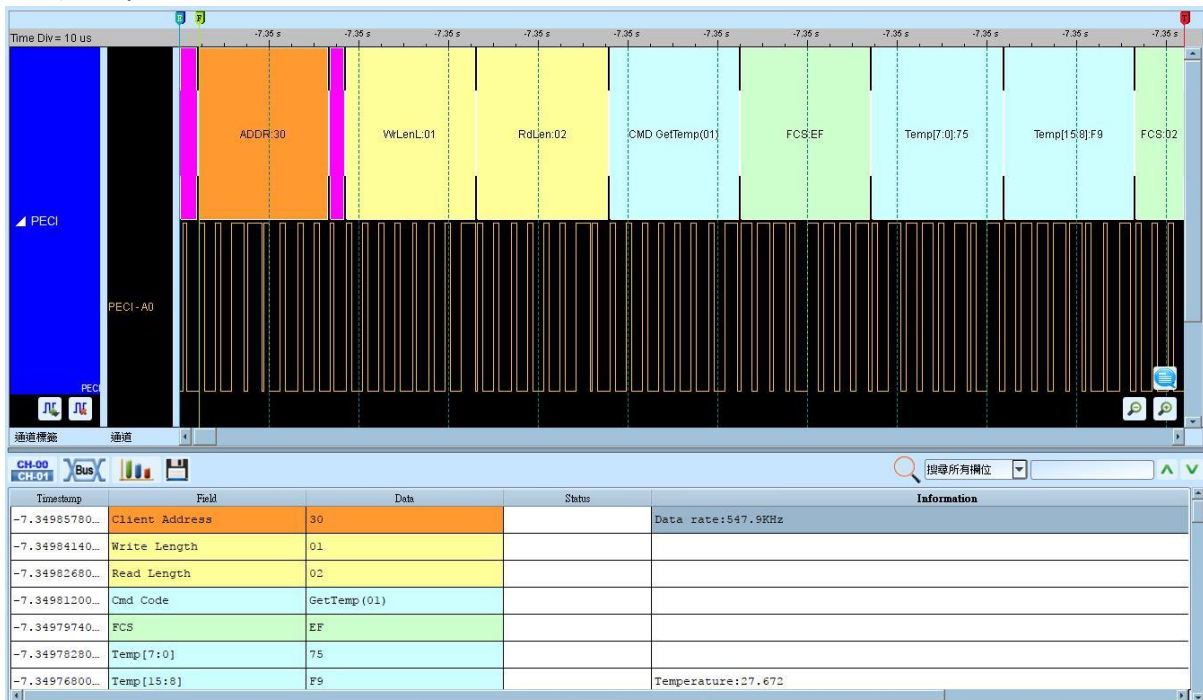 Time Div = 10 us
-7.35 s -7.35 s -7.35 s -7.35 s -7.35 s -7.35 s -7.35 s -7.35 s -7.35 s -7.35 s -7.35 s
ADDR:30 WrLenL:01 RdLen:02 CMD GetTemp(01) FCS:EF Temp[7:0]:75 Temp[15:8]:F9 FCS:02
PECI
PECI - A0
PECI
通道標籤 通道
CH-00
CH-01
Bus
搜尋所有欄位
Timestamp Field Data Status Information
-7.34985780... Client Address 30 Data rate:547.9KHz
-7.34984140... Write Length 01
-7.34982680... Read Length 02
-7.34981200... Cmd Code GetTemp(01)
-7.34979740... FCS EF
-7.34978280... Temp[7:0] 75
-7.34976800... Temp[15:8] F9 Temperature:27.672